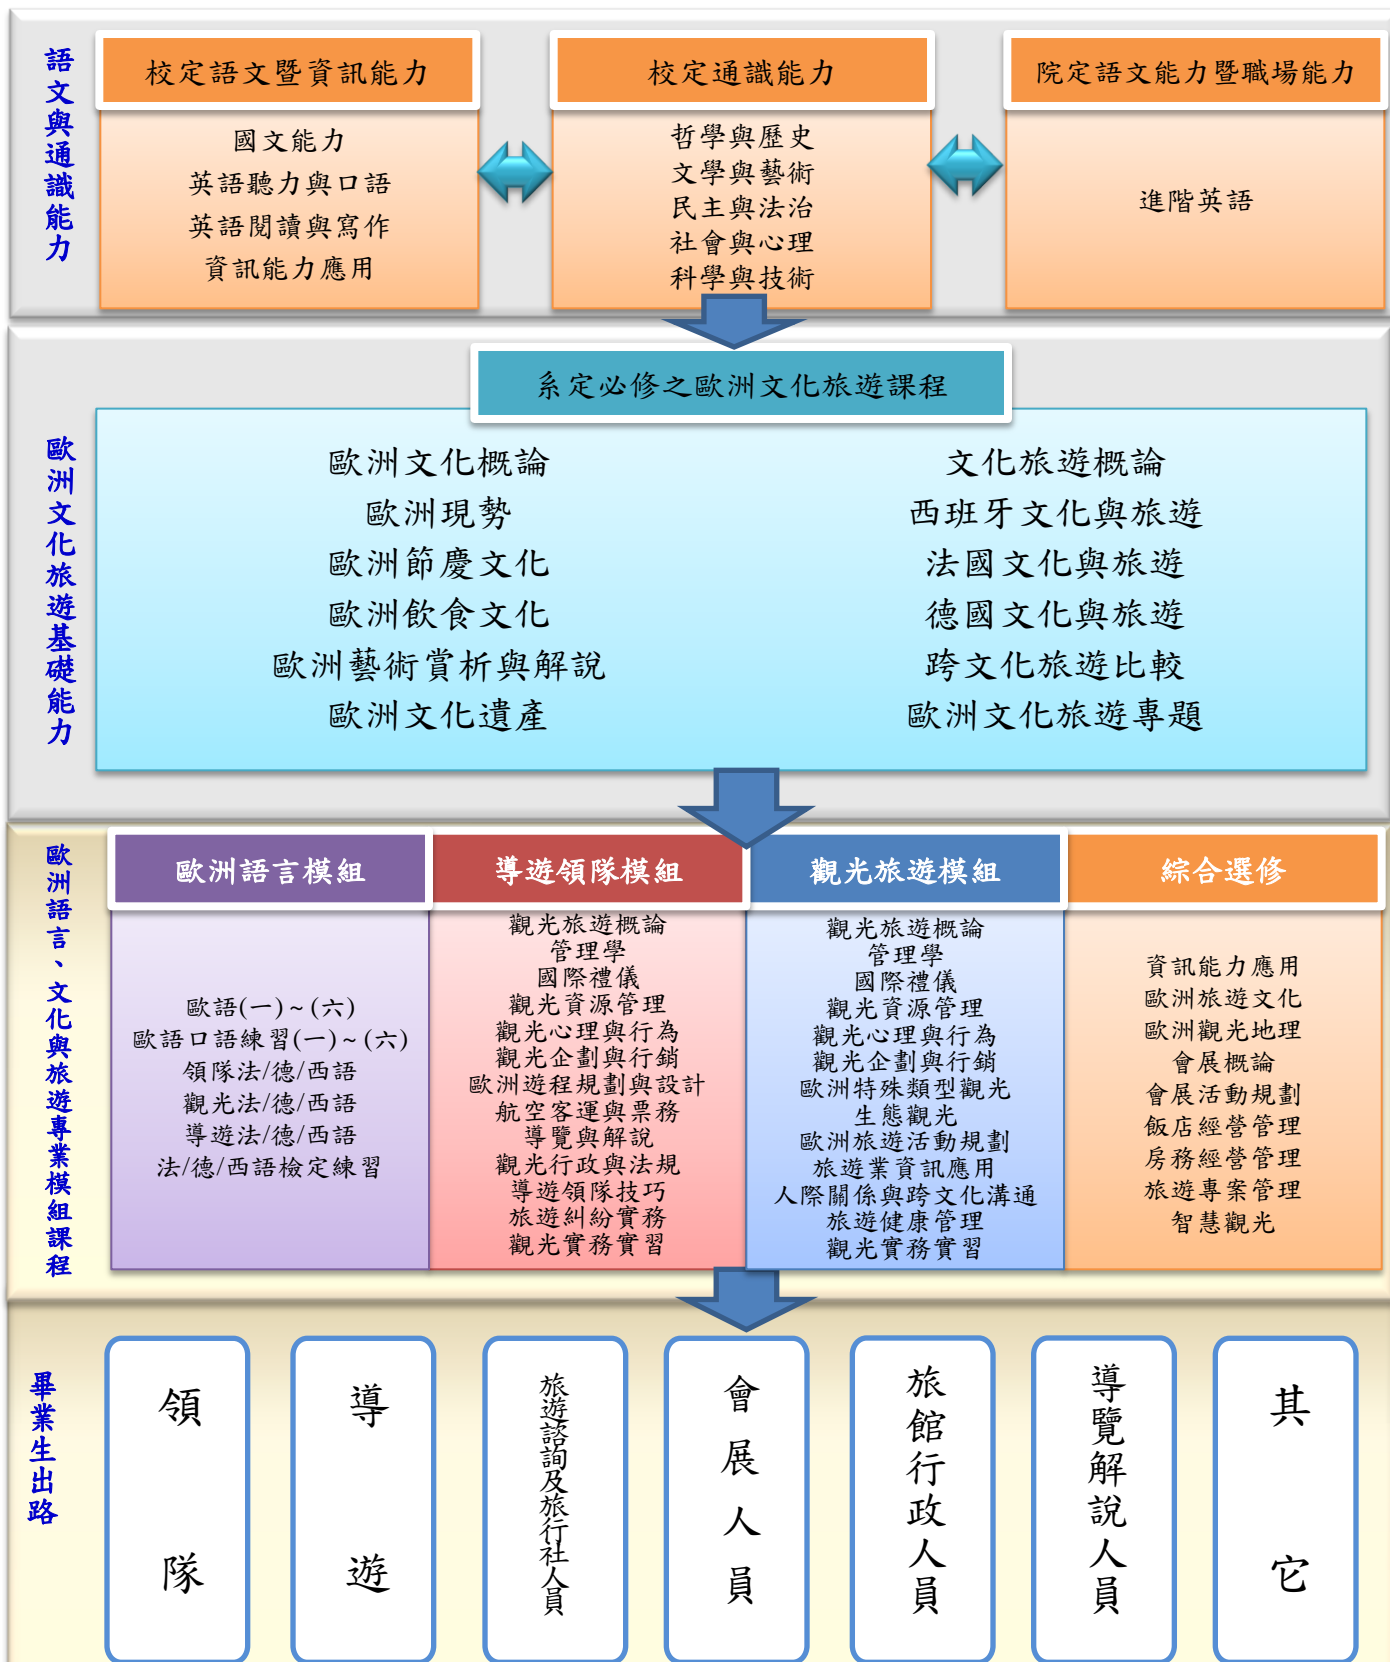 語文與通識能力
校定語文暨資訊能力
國文能力
英語聽力與口語
英語閱讀與寫作
資訊能力應用
校定通識能力
哲學與歷史
文學與藝術
民主與法治
社會與心理
科學與技術
院定語文能力暨職場能力
進階英語
歐洲文化旅遊基礎能力
系定必修之歐洲文化旅遊課程
歐洲文化概論
歐洲現勢
歐洲節慶文化
歐洲飲食文化
歐洲藝術賞析與解說
歐洲文化遺產
文化旅遊概論
西班牙文化與旅遊
法國文化與旅遊
德國文化與旅遊
跨文化旅遊比較
歐洲文化旅遊專題
歐洲語言、文化與旅遊專業模組課程
歐洲語言模組
歐語(一)~(六)
歐語口語練習(一)~(六)
領隊法/德/西語
觀光法/德/西語
導遊法/德/西語
法/德/西語檢定練習
導遊領隊模組
觀光旅遊概論
管理學
國際禮儀
觀光資源管理
觀光心理與行為
觀光企劃與行銷
歐洲遊程規劃與設計
航空客運與票務
導覽與解說
觀光行政與法規
導遊領隊技巧
旅遊糾紛實務
觀光實務實習
觀光旅遊模組
觀光旅遊概論
管理學
國際禮儀
觀光資源管理
觀光心理與行為
觀光企劃與行銷
歐洲特殊類型觀光
生態觀光
歐洲旅遊活動規劃
旅遊業資訊應用
人際關係與跨文化溝通
旅遊健康管理
觀光實務實習
綜合選修
資訊能力應用
歐洲旅遊文化
歐洲觀光地理
會展概論
會展活動規劃
飯店經營管理
房務經營管理
旅遊專案管理
智慧觀光
畢業生出路
領隊
導遊
旅遊諮詢及旅行社人員
會展人員
旅館行政人員
導覽解說人員
其它